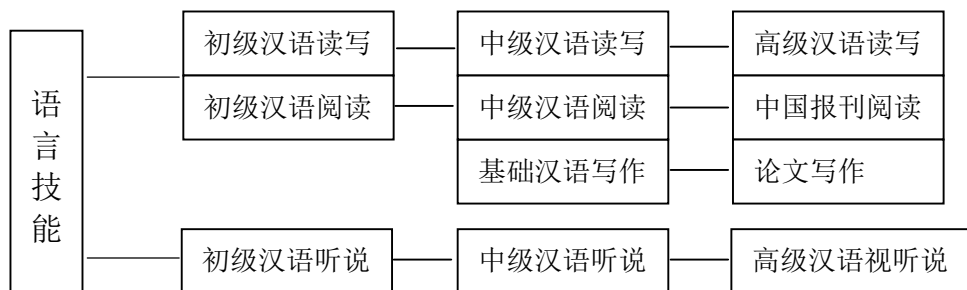 语言技能
初级汉语读写 中级汉语读写 高级汉语读写
初级汉语阅读 中级汉语阅读 中国报刊阅读
基础汉语写作 论文写作
初级汉语听说 中级汉语听说 高级汉语视听说